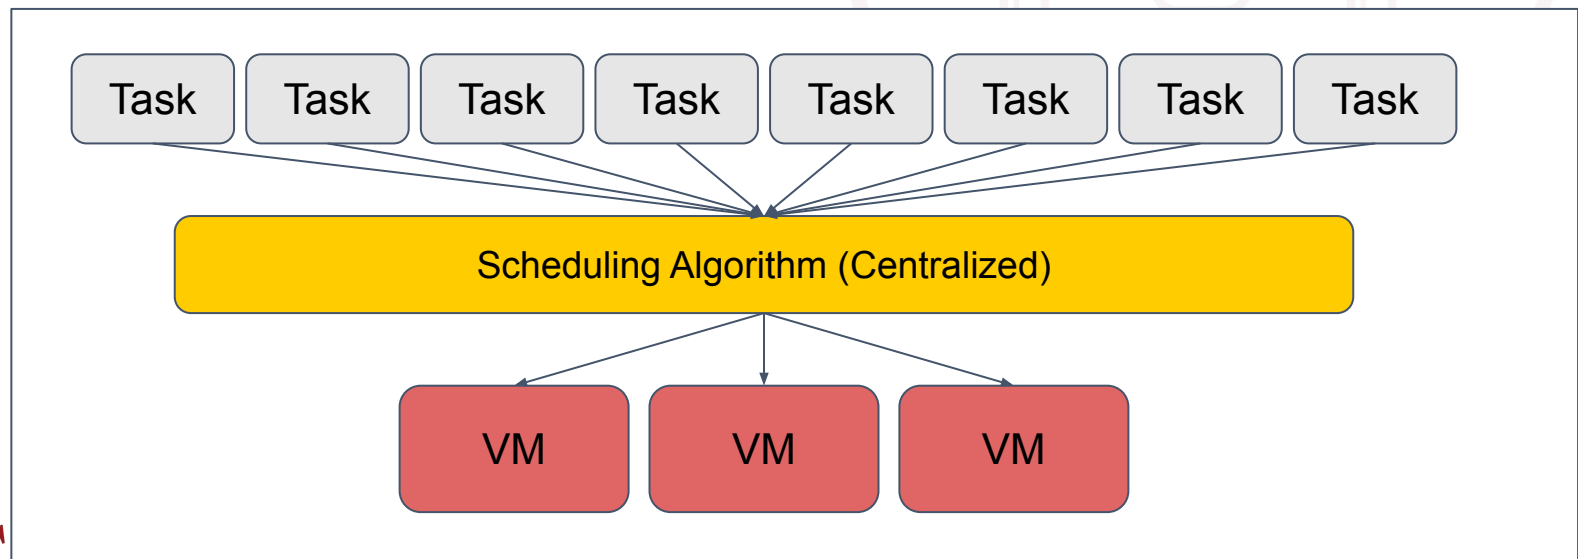 Task Task Task Task Task Task Task Task
Scheduling Algorithm (Centralized)
VM VM VM